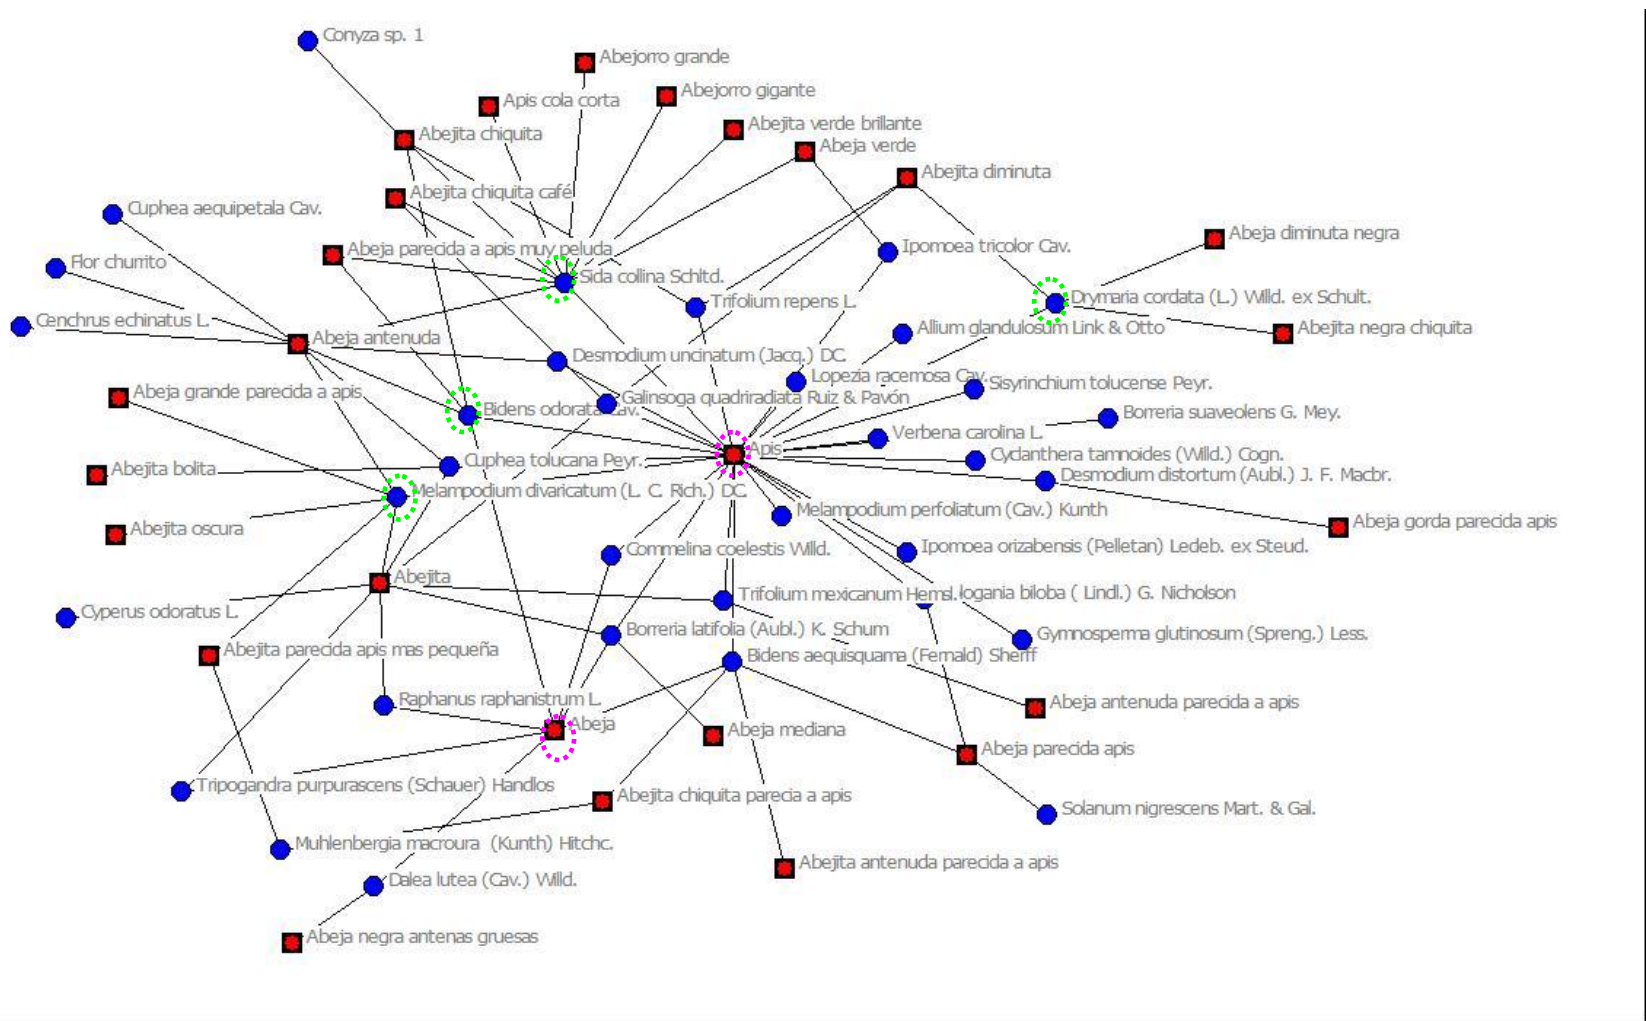 Conyza sp. 1
Abejorro grande
Abejorro gigante
Apis cola corta
Abejita verde brillante
Abejita chiquita
Abeja verde
Abejita diminuta
Abejita chiquita café
Cuphea aequipetala Cav.
Abeja diminuta negra
Abeja parecida a apis muy peluda
Ipomoea tricolor Cav.
Flor churrito
Sida collina Schltd.
Drymaria cordata (L.) Willd. ex Schult.
Trifolium repens L.
Cenchrus echinatus L.
Allium glandulosum Link & Otto
Abejita negra chiquita
Abeja antenuda
Desmodium uncinatum (Jacq.) DC.
Lopezia racemosa Cav.
Sisyrinchium tolucense Peyr.
Abeja grande parecida a apis
Galinsoga quadriradiata Ruiz & Pavón
Bidens odorata Cav.
Borreria suaveolens G. Mey.
Verbena carolina L.
Apis
Cyclanthera tamnoides (Willd.) Cogn.
Abejita bolita
Cuphea tolucana Peyr.
Desmodium distortum (Aubl.) J. F. Macbr.
Melampodium divaricatum (L. C. Rich.) DC.
Melampodium perfoliatum (Cav.) Kunth
Abejita oscura
Abeja gorda parecida apis
Commelina coelestis Willd.
Ipomoea orizabensis (Pelletan) Ledeb. ex Steud.
Abejita
Trifolium mexicanum Hemsl.
logania biloba ( Lindl.) G. Nicholson
Cyperus odoratus L.
Borreria latifolia (Aubl.) K. Schum
Gymnosperma glutinosum (Spreng.) Less.
Abejita parecida apis mas pequeña
Bidens aequisquama (Fernald) Sherff
Raphanus raphanistrum L.
Abeja antenuda parecida a apis
Abeja
Abeja mediana
Abeja parecida apis
Tripogandra purpurascens (Schauer) Handlos
Abejita chiquita parecia a apis
Solanum nigrescens Mart. & Gal.
Muhlenbergia macroura (Kunth) Hitchc.
Abejita antenuda parecida a apis
Dalea lutea (Cav.) Willd.
Abeja negra antenas gruesas